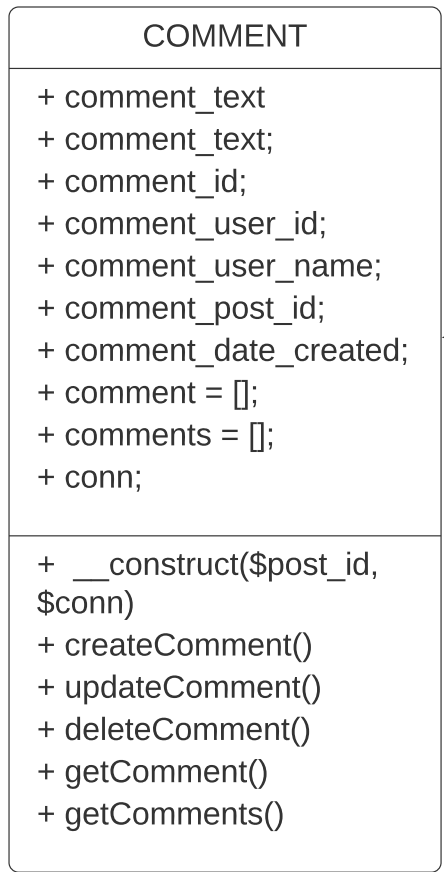 COMMENT
+ comment_text
+ comment_text;
+ comment_id;
+ comment_user_id;
+ comment_user_name;
+ comment_post_id;
+ comment_date_created;
+ comment = [];
+ comments = [];
+ conn;
+ __construct($post_id,
$conn)
+ createComment()
+ updateComment()
+ deleteComment()
+ getComment()
+ getComments()